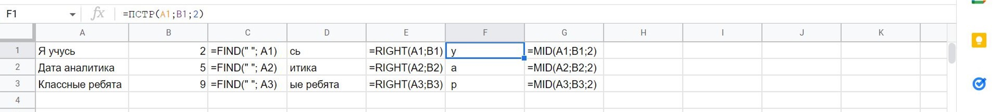 F1 fx =ПСТР(A1;B1;2)
A B C D E F G H I J K
1 Я учусь 2 =FIND(" "; A1) сь =RIGHT(A1;B1) у =MID(A1;B1;2)
2 Дата аналитика 5 =FIND(" "; A2) итика =RIGHT(A2;B2) а =MID(A2;B2;2)
3 Классные ребята 9 =FIND(" "; A3) ые ребята =RIGHT(A3;B3) р =MID(A3;B3;2)
4